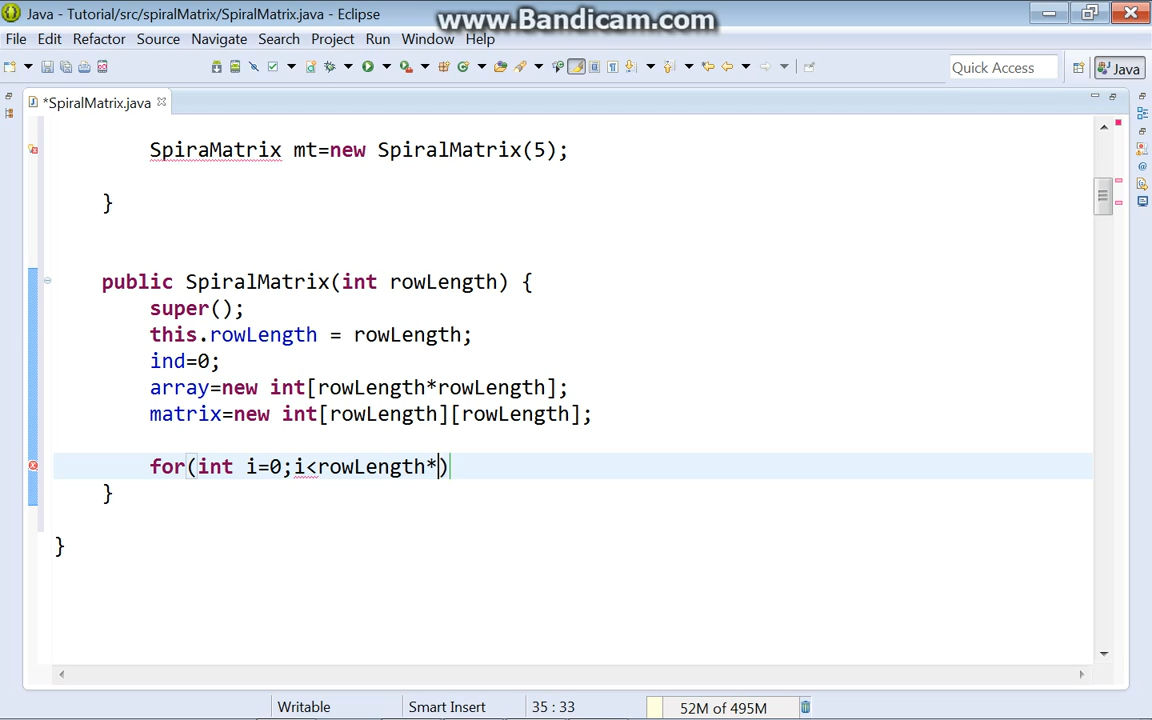 Java - Tutorial/src/spiralMatrix/SpiralMatrix.java - Eclipse
www.Bandicam.com
File Edit Refactor Source Navigate Search Project Run Window Help
Quick Access
Java
*SpiralMatrix.java
SpiraMatrix mt=new SpiralMatrix(5);
}
public SpiralMatrix(int rowLength) {
super();
this.rowLength = rowLength;
ind=0;
array=new int[rowLength*rowLength];
matrix=new int[rowLength][rowLength];
for(int i=0;i<rowLength*)
}
}
Writable
Smart Insert
35 : 33
52M of 495M